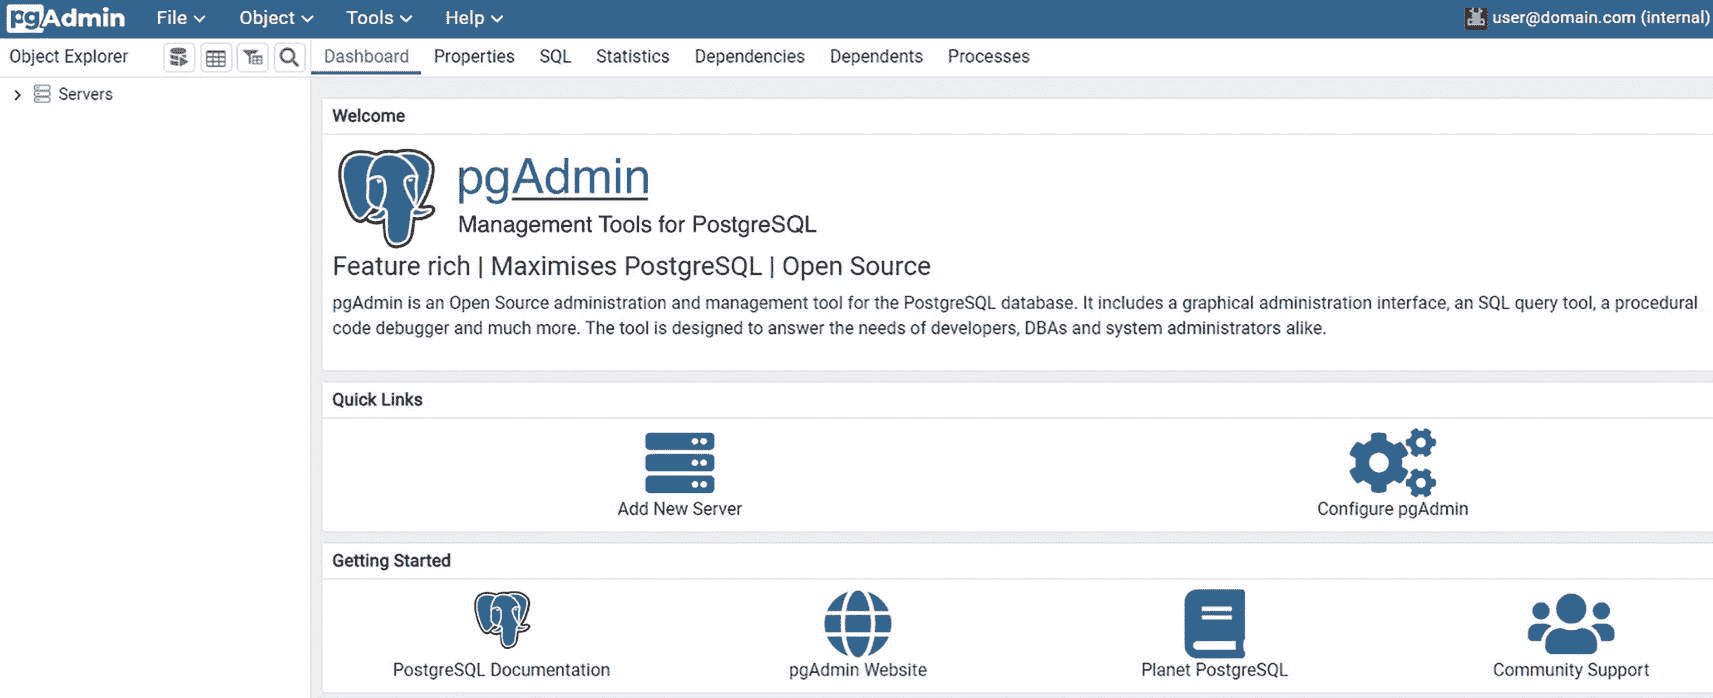 pgAdmin File Object Tools Help user@domain.com (internal)
Object Explorer Dashboard Properties SQL Statistics Dependencies Dependents Processes
Servers
Welcome
pgAdmin
Management Tools for PostgreSQL
Feature rich | Maximises PostgreSQL | Open Source
pgAdmin is an Open Source administration and management tool for the PostgreSQL database. It includes a graphical administration interface, an SQL query tool, a procedural
code debugger and much more. The tool is designed to answer the needs of developers, DBAs and system administrators alike.
Quick Links
Add New Server Configure pgAdmin
Getting Started
PostgreSQL Documentation pgAdmin Website Planet PostgreSQL Community Support